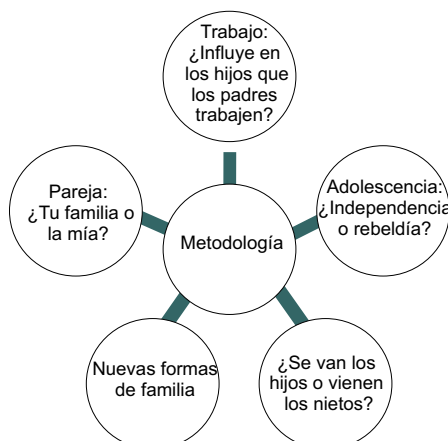 Trabajo:
¿Influye en
los hijos que
los padres
trabajen?
Pareja:
¿Tu familia o
la mía?
Adolescencia:
¿Independencia
o rebeldía?
Metodología
Nuevas formas
de familia
¿Se van los
hijos o vienen
los nietos?